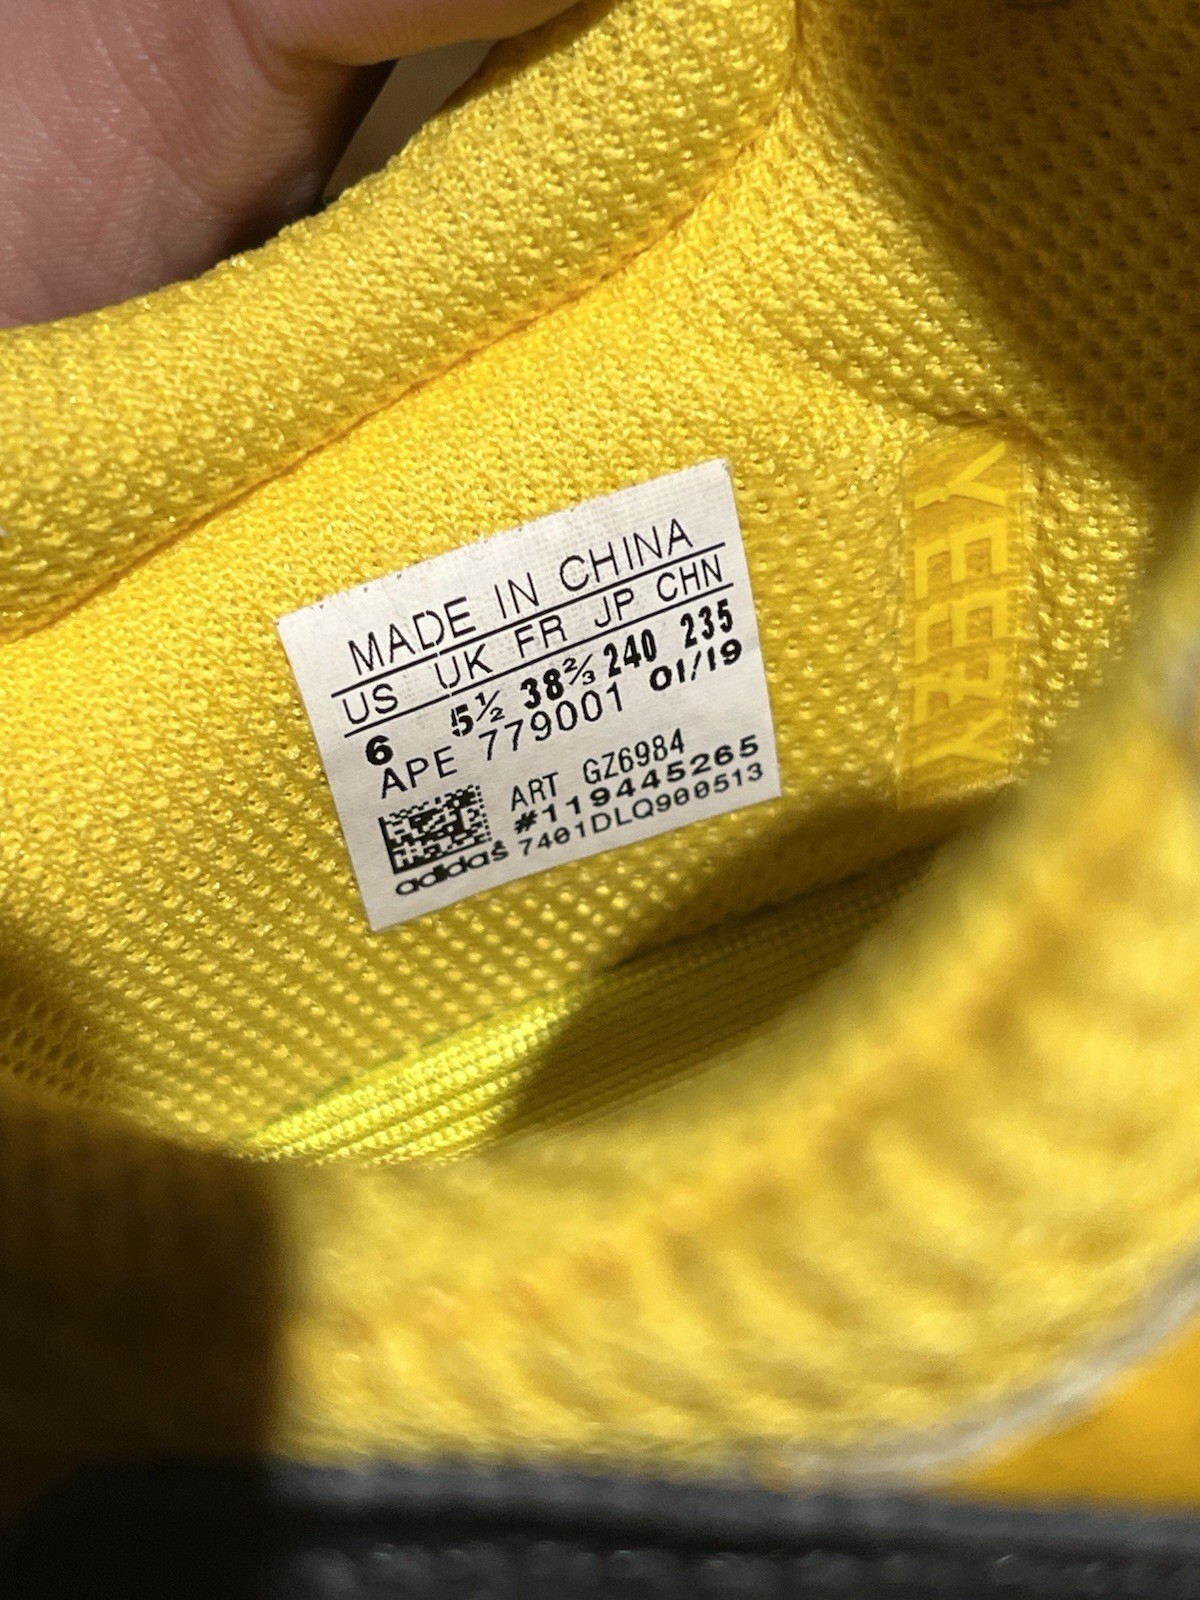 MADE IN CHINA
US UK FR JP CHN
6 5½ 38⅔ 240 235
APE 779001 01/19
ART GZ6984
#119445265
adidas 7401DLQ900513
YEEZY